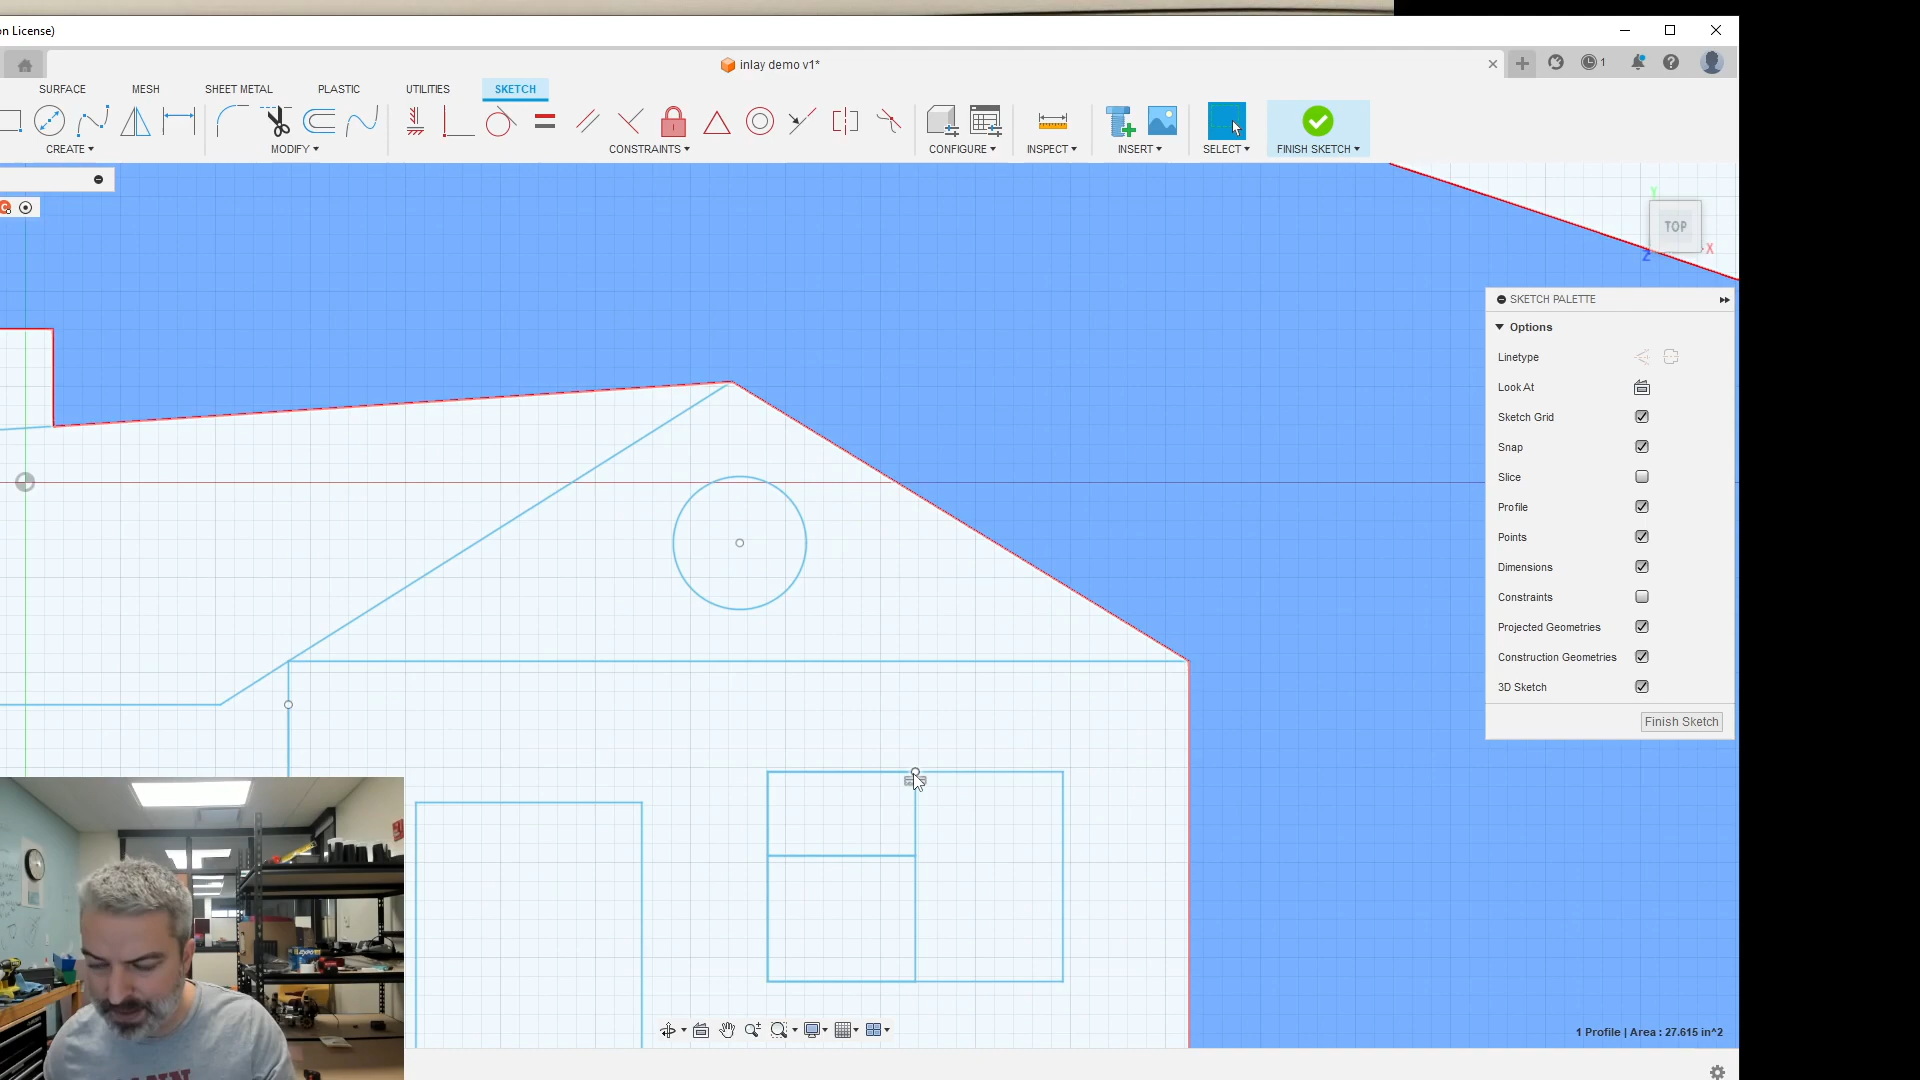 on License)
inlay demo v1*
1
SURFACE
MESH
SHEET METAL
PLASTIC
UTILITIES
SKETCH
CREATE
MODIFY
CONSTRAINTS
CONFIGURE
INSPECT
INSERT
SELECT
FINISH SKETCH
Y
TOP
X
Z
SKETCH PALETTE
Options
Linetype
Look At
Sketch Grid
Snap
Slice
Profile
Points
Dimensions
Constraints
Projected Geometries
Construction Geometries
3D Sketch
Finish Sketch
1 Profile | Area : 27.615 in^2